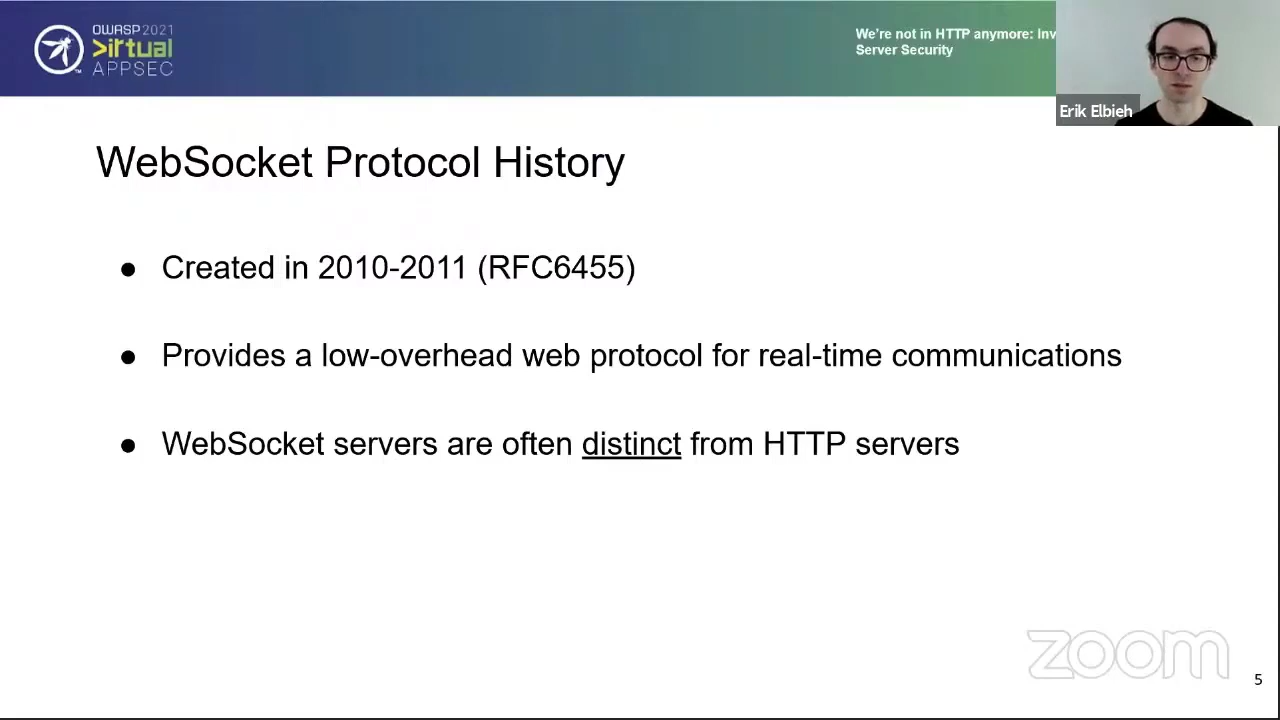 OWASP 2021
>irtual
APPSEC
We're not in HTTP anymore:
Server Security
Erik Elbieh
WebSocket Protocol History
● Created in 2010-2011 (RFC6455)
● Provides a low-overhead web protocol for real-time communications
● WebSocket servers are often distinct from HTTP servers
zoom
5